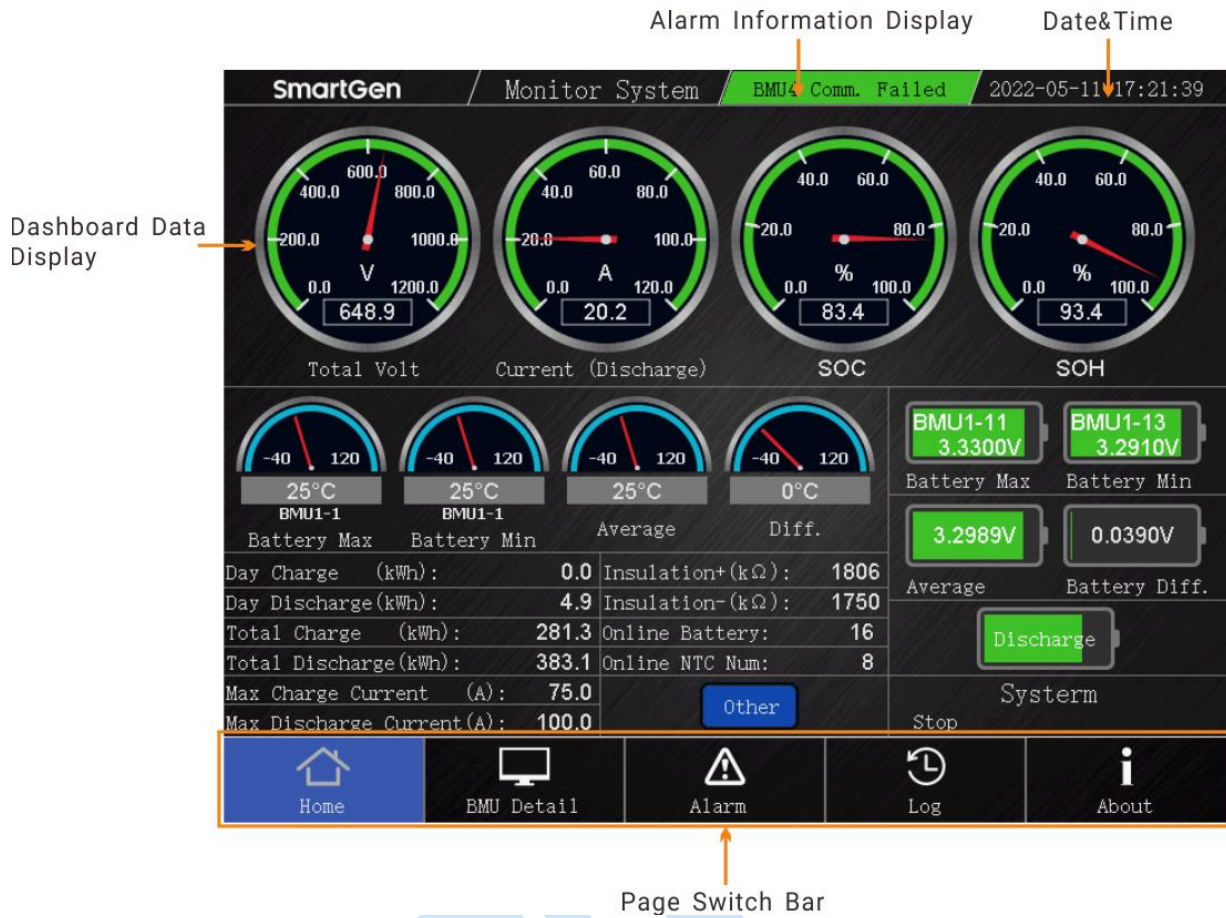 Alarm Information Display
Date&Time
SmartGen
Monitor System
BMU4 Comm. Failed
2022-05-11 17:21:39
Dashboard Data
Display
600.0
400.0 800.0
200.0 1000.0
V
0.0 1200.0
648.9
Total Volt
60.0
40.0 80.0
20.0 100.0
A
0.0 120.0
20.2
Current (Discharge)
40.0 60.0
20.0 80.0
%
0.0 100.0
83.4
SOC
40.0 60.0
20.0 80.0
%
0.0 100.0
93.4
SOH
-40 120
25°C
BMU1-1
Battery Max
-40 120
25°C
BMU1-1
Battery Min
-40 120
25°C
Average
-40 120
0°C
Diff.
BMU1-11
3.3300V
Battery Max
BMU1-13
3.2910V
Battery Min
3.2989V
Average
0.0390V
Battery Diff.
Day Charge (kWh): 0.0
Insulation+(kΩ): 1806
Day Discharge(kWh): 4.9
Insulation-(kΩ): 1750
Total Charge (kWh): 281.3
Online Battery: 16
Total Discharge(kWh): 383.1
Online NTC Num: 8
Max Charge Current (A): 75.0
Max Discharge Current(A): 100.0
Other
Discharge
Systerm
Stop
Home
BMU Detail
Alarm
Log
About
Page Switch Bar